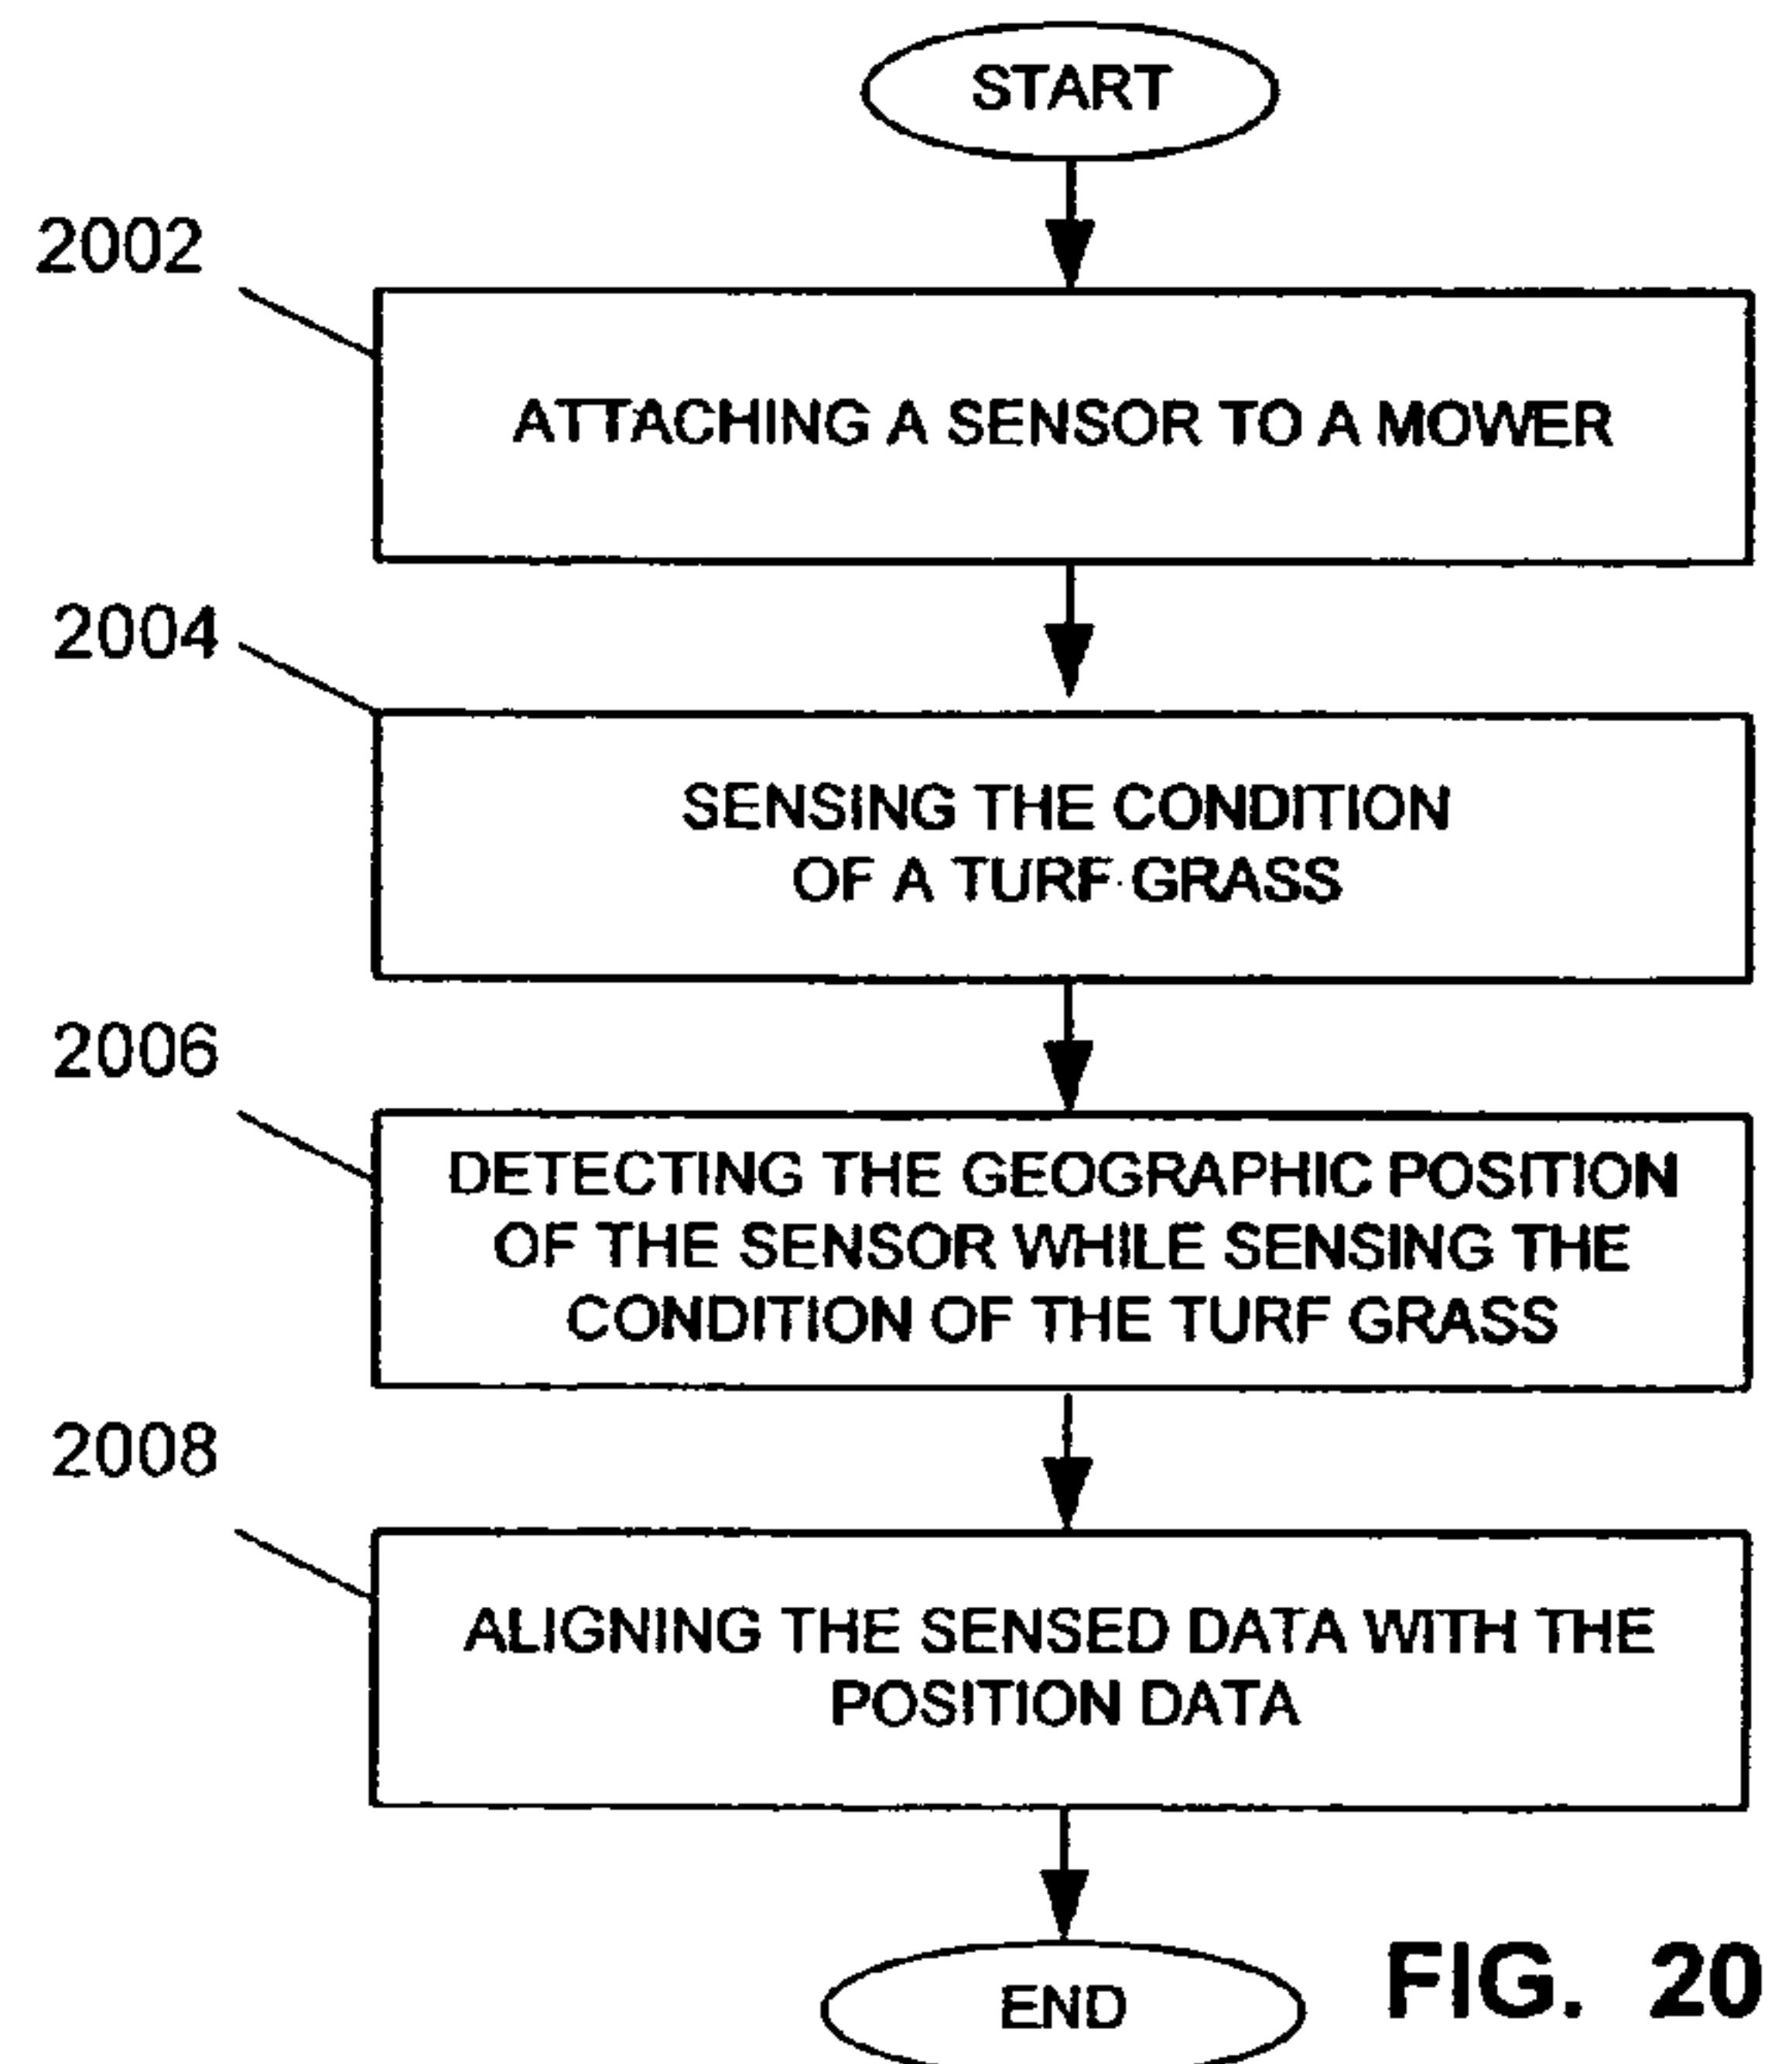 START
2002
ATTACHING A SENSOR TO A MOWER
2004
SENSING THE CONDITION
OF A TURF GRASS
2006
DETECTING THE GEOGRAPHIC POSITION
OF THE SENSOR WHILE SENSING THE
CONDITION OF THE TURF GRASS
2008
ALIGNING THE SENSED DATA WITH THE
POSITION DATA
END
FIG. 20